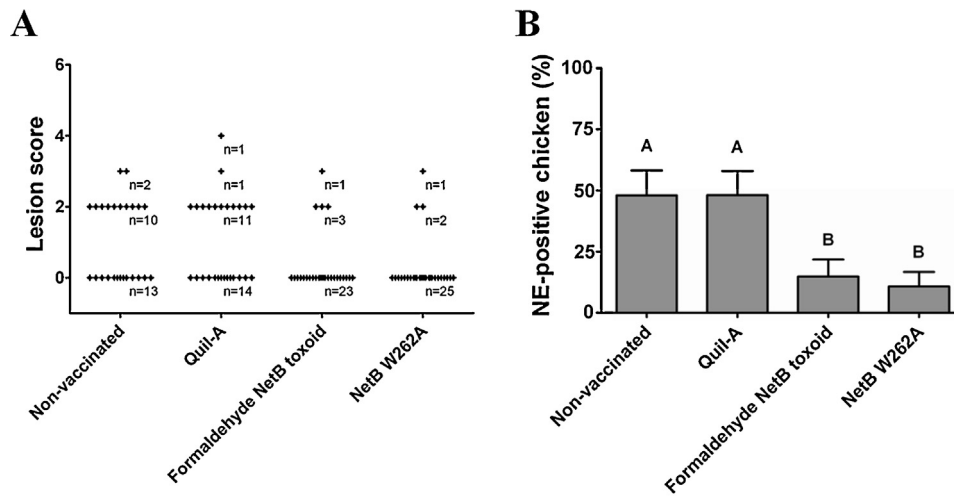 A
Lesion score
6
4
2
0
n=2
n=10
n=13
n=1
n=1
n=11
n=14
n=1
n=3
n=23
n=1
n=2
n=25
Non-vaccinated
Quil-A
Formaldehyde NetB toxoid
NetB W262A
B
NE-positive chicken (%)
100
75
50
25
0
A
A
B
B
Non-vaccinated
Quil-A
Formaldehyde NetB toxoid
NetB W262A